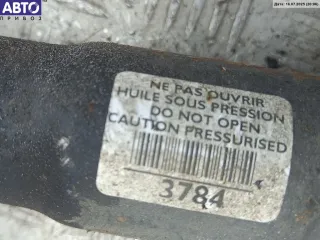 АВТО
ПРИВОЗ
NE PAS OUVRIR
HUILE SOUS PRESSION
DO NOT OPEN
CAUTION PRESSURISED
3784